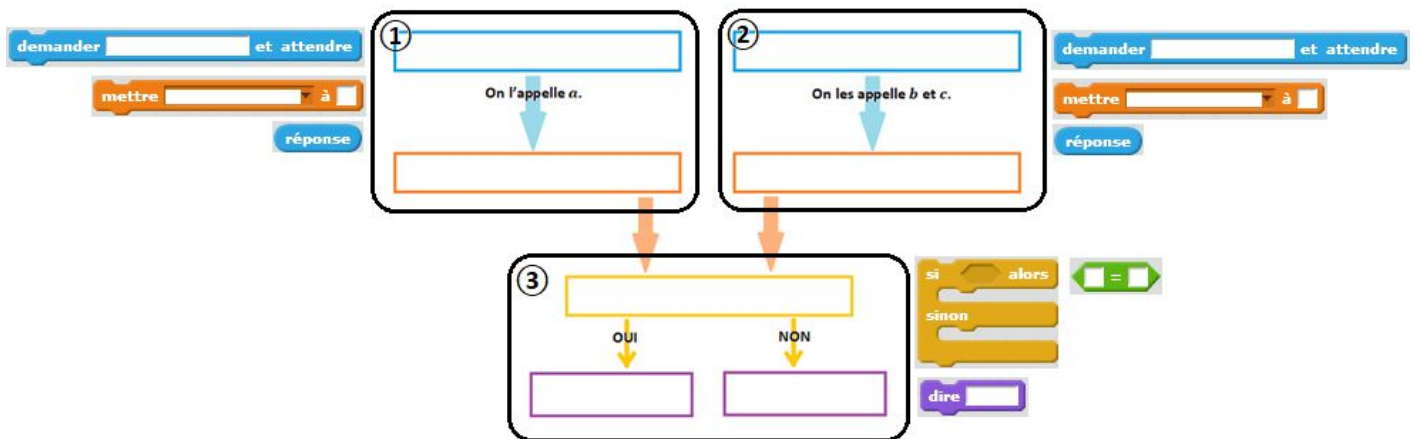 demander et attendre
mettre à
réponse
①
On l'appelle a.
②
On les appelle b et c.
demander et attendre
mettre à
réponse
③
OUI
NON
si alors
sinon
=
dire